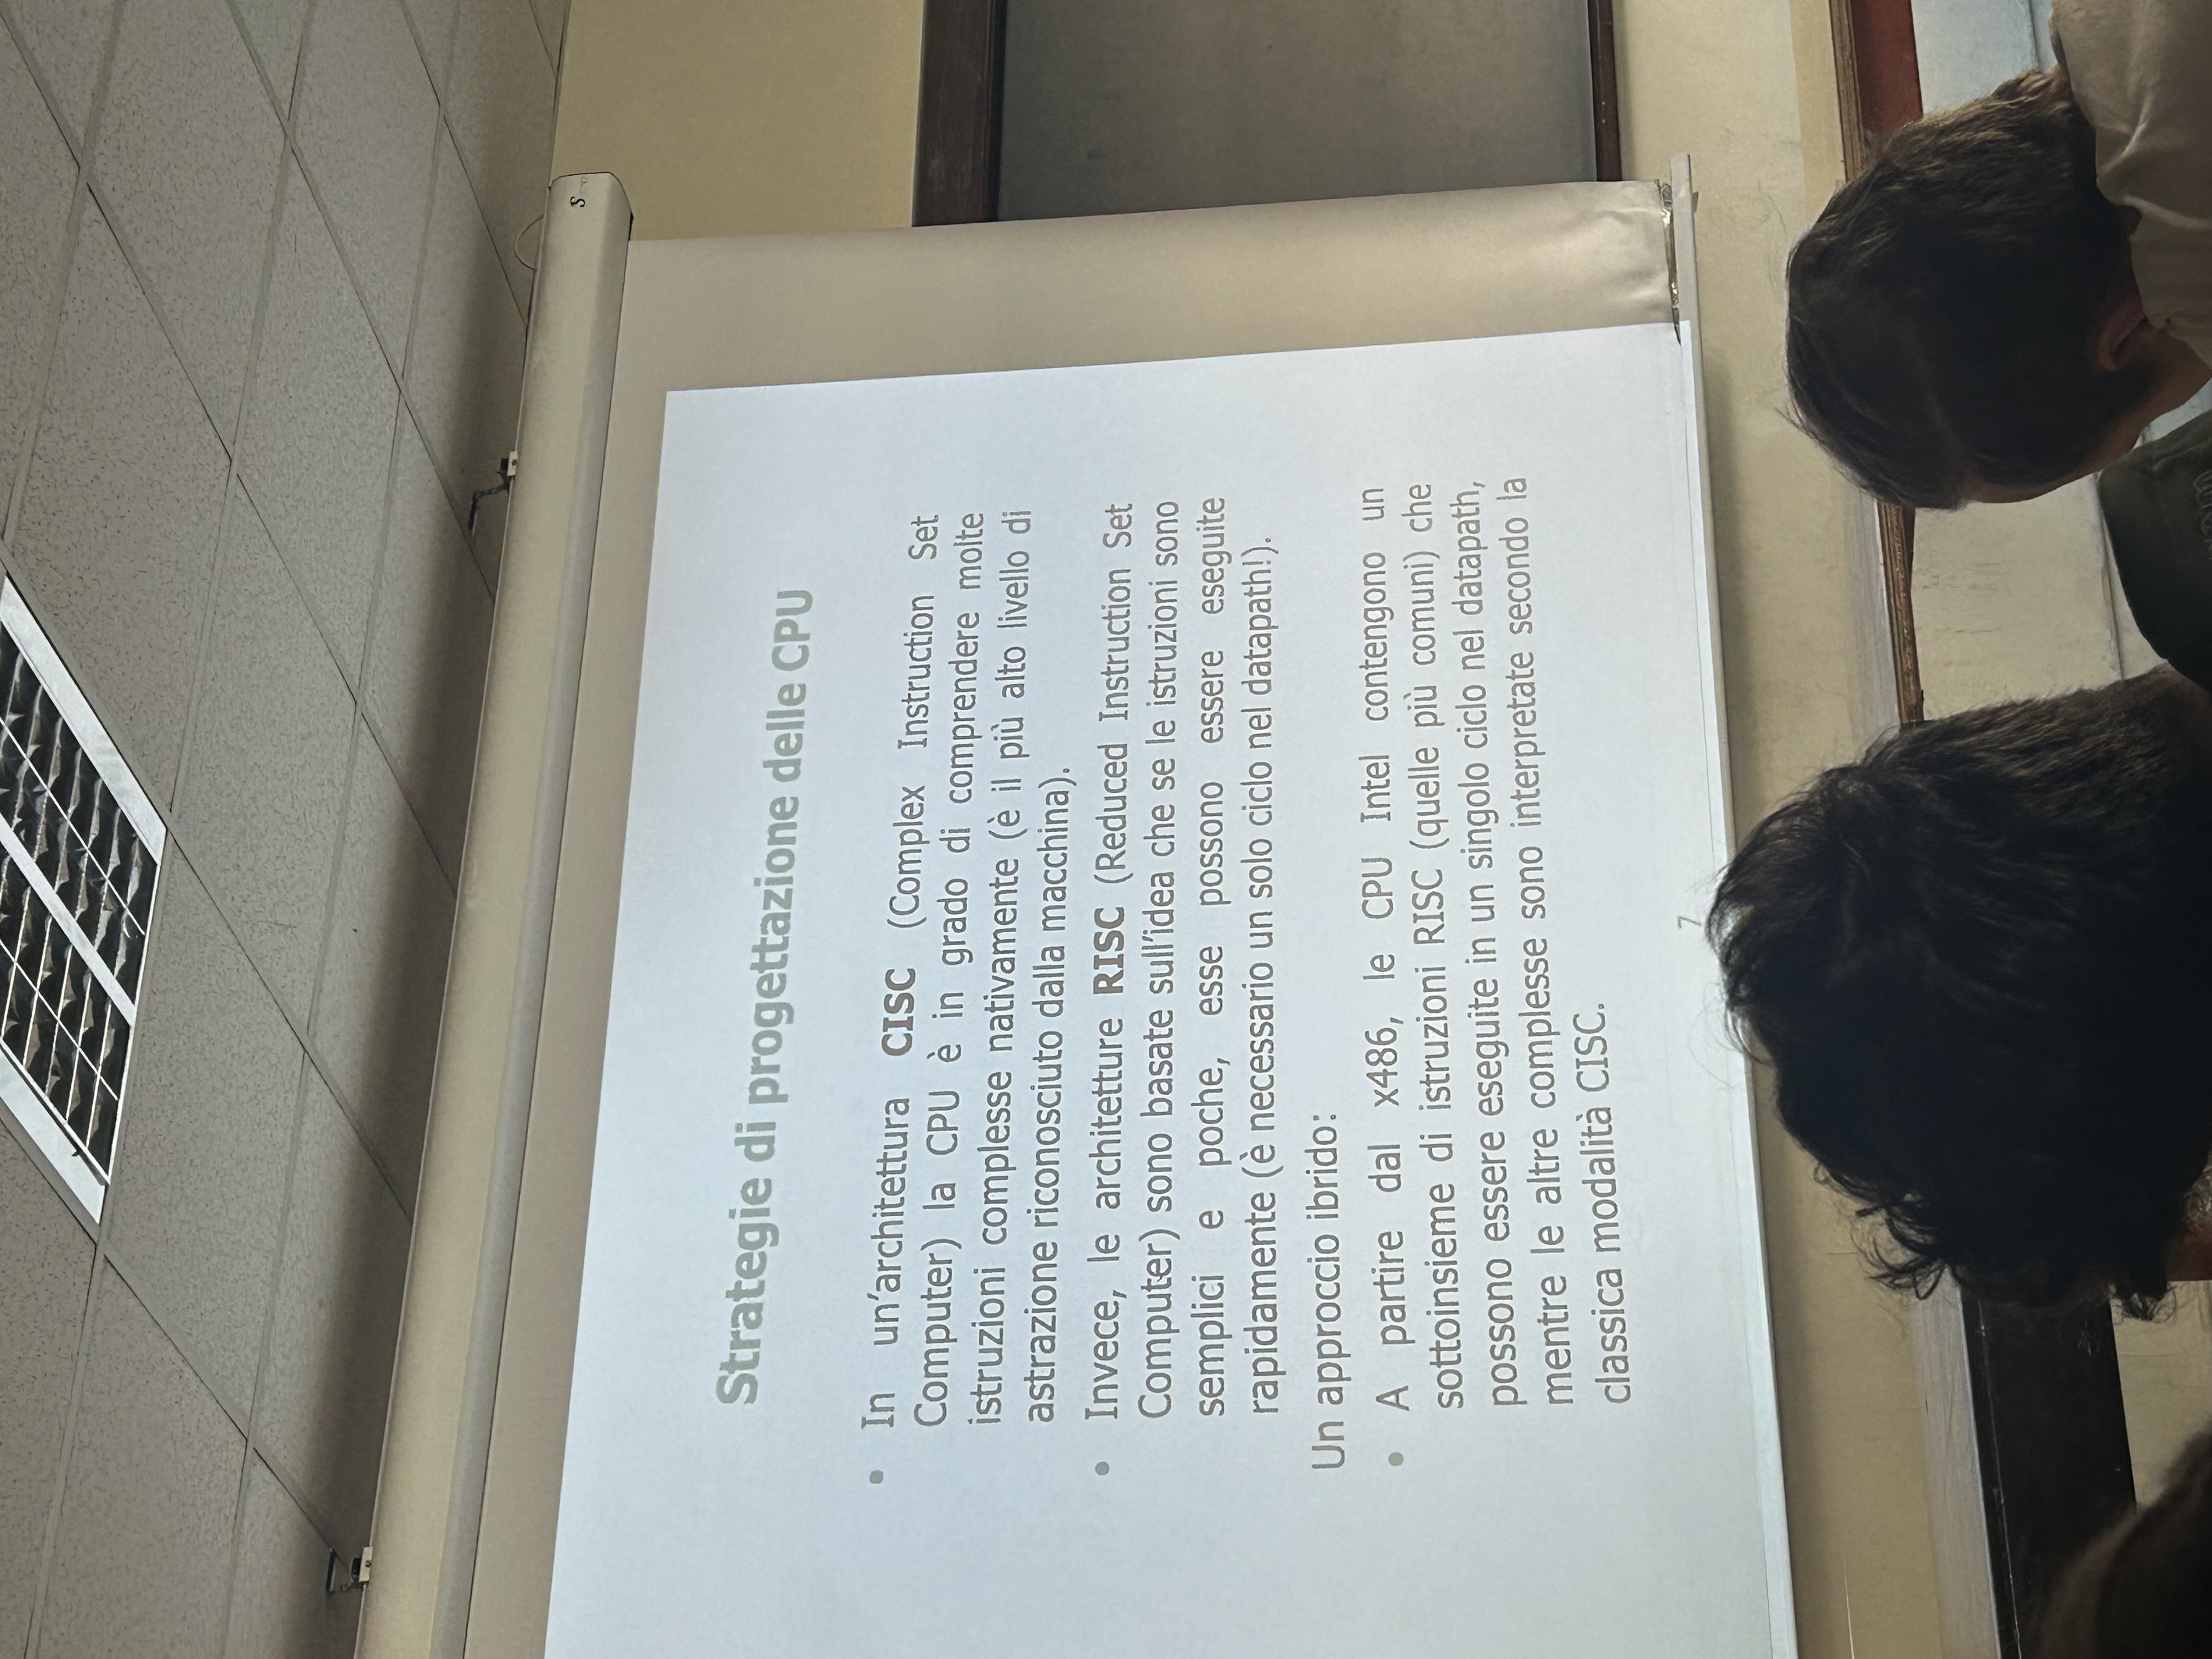 Strategie di progettazione delle CPU
• In un'architettura CISC (Complex Instruction Set
Computer) la CPU è in grado di comprendere molte
istruzioni complesse nativamente (è il più alto livello di
astrazione riconosciuto dalla macchina).
• Invece, le architetture RISC (Reduced Instruction Set
Computer) sono basate sull'idea che se le istruzioni sono
semplici e poche, esse possono essere eseguite
rapidamente (è necessario un solo ciclo nel datapath!).
Un approccio ibrido:
• A partire dal x486, le CPU Intel contengono un
sottoinsieme di istruzioni RISC (quelle più comuni) che
possono essere eseguite in un singolo ciclo nel datapath,
mentre le altre complesse sono interpretate secondo la
classica modalità CISC.
7